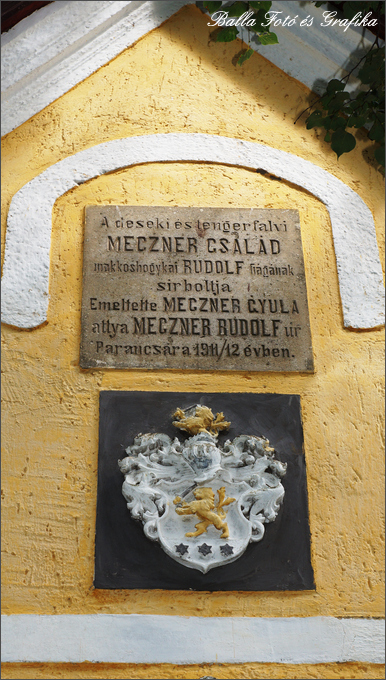 Balla Fotó és Grafika
A deseki és tengerfalvi
MECZNER CSALÁD
makkoshogykai RUDOLF fiágának
sirboltja
Emeltette MECZNER GYULA
attya MECZNER RUDOLF úr
Parancsára 1911/12 évben.